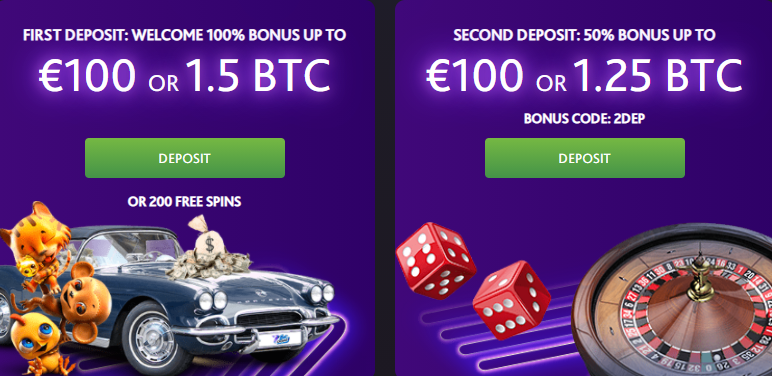 FIRST DEPOSIT: WELCOME 100% BONUS UP TO
€100 OR 1.5 BTC
DEPOSIT
OR 200 FREE SPINS
$
SECOND DEPOSIT: 50% BONUS UP TO
€100 OR 1.25 BTC
BONUS CODE: 2DEP
DEPOSIT